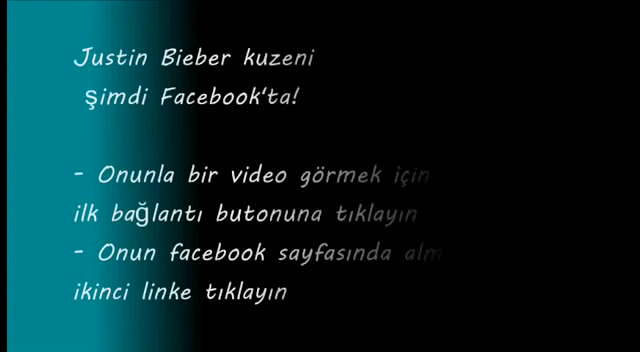 Justin Bieber kuzeni
şimdi Facebook'ta!
- Onunla bir video görmek için
ilk bağlantı butonuna tıklayın
- Onun facebook sayfasında
ikinci linke tıklayın